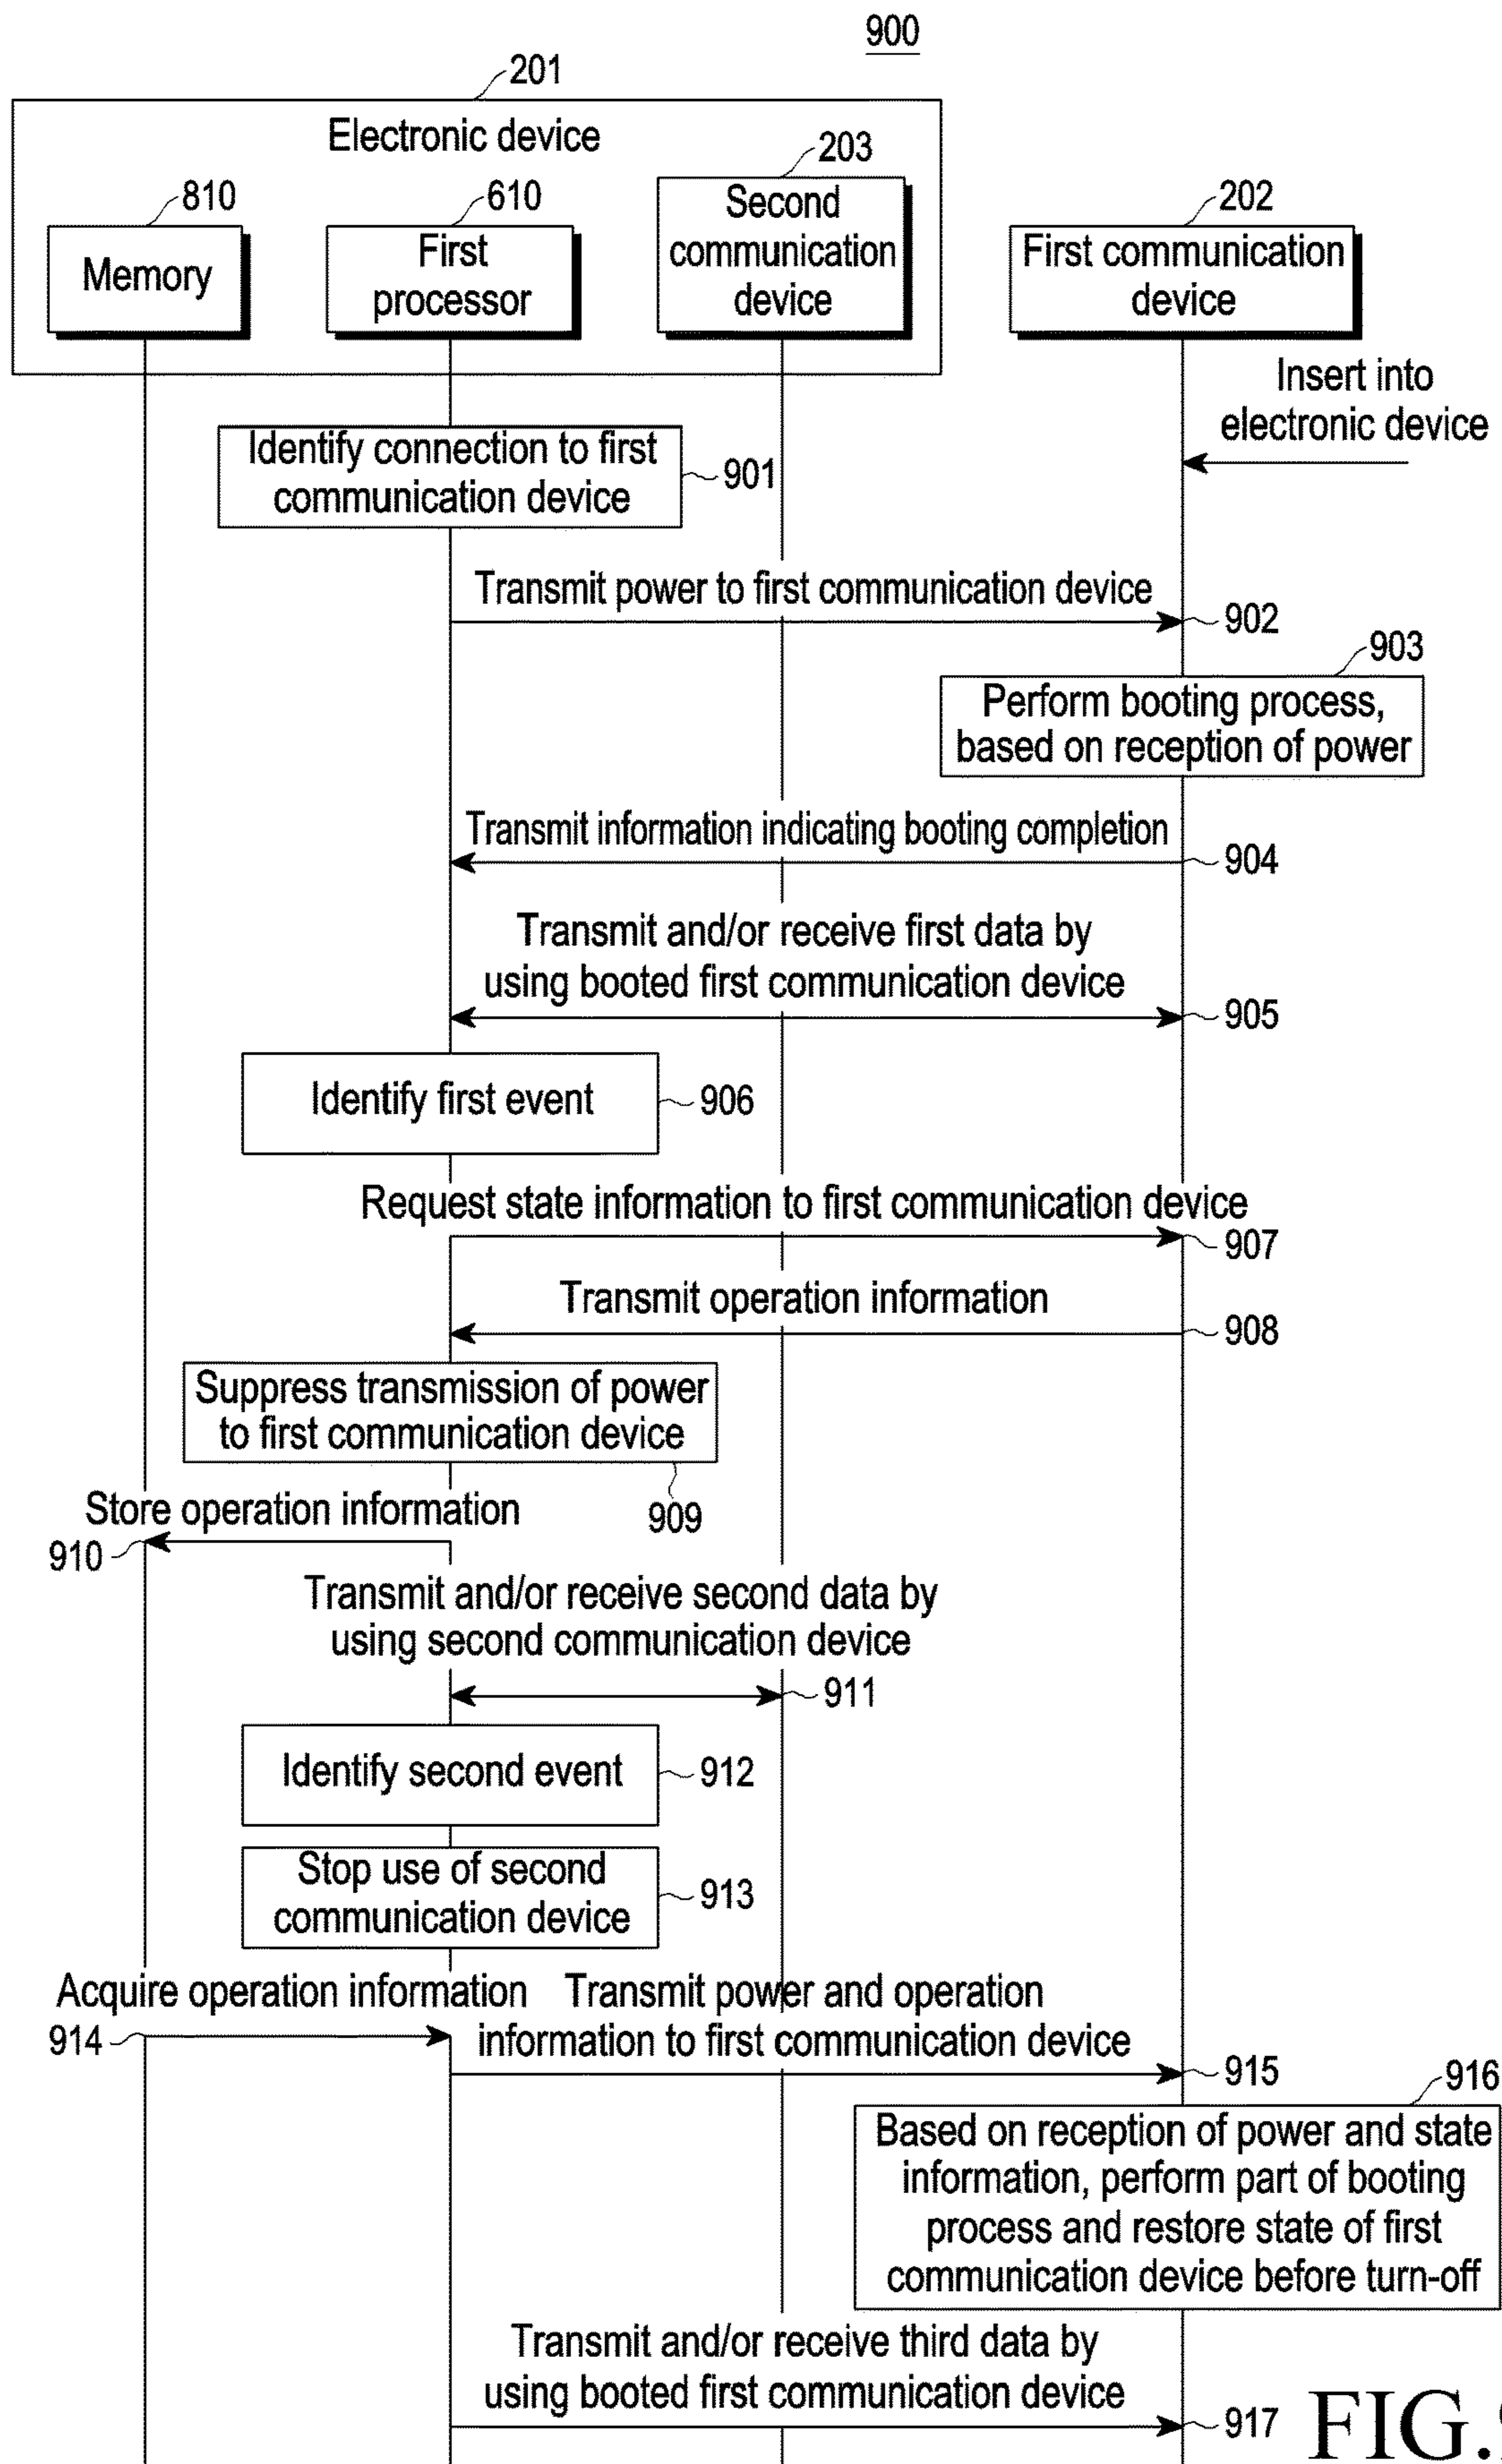 900
201
Electronic device
810
Memory
610
First
processor
203
Second
communication
device
202
First communication
device
Insert into
electronic device
Identify connection to first
communication device
901
Transmit power to first communication device
902
903
Perform booting process,
based on reception of power
Transmit information indicating booting completion
904
Transmit and/or receive first data by
using booted first communication device
905
Identify first event
906
Request state information to first communication device
907
Transmit operation information
908
Suppress transmission of power
to first communication device
909
Store operation information
910
Transmit and/or receive second data by
using second communication device
911
Identify second event
912
Stop use of second
communication device
913
Acquire operation information
914
Transmit power and operation
information to first communication device
915
916
Based on reception of power and state
information, perform part of booting
process and restore state of first
communication device before turn-off
Transmit and/or receive third data by
using booted first communication device
917
FIG.